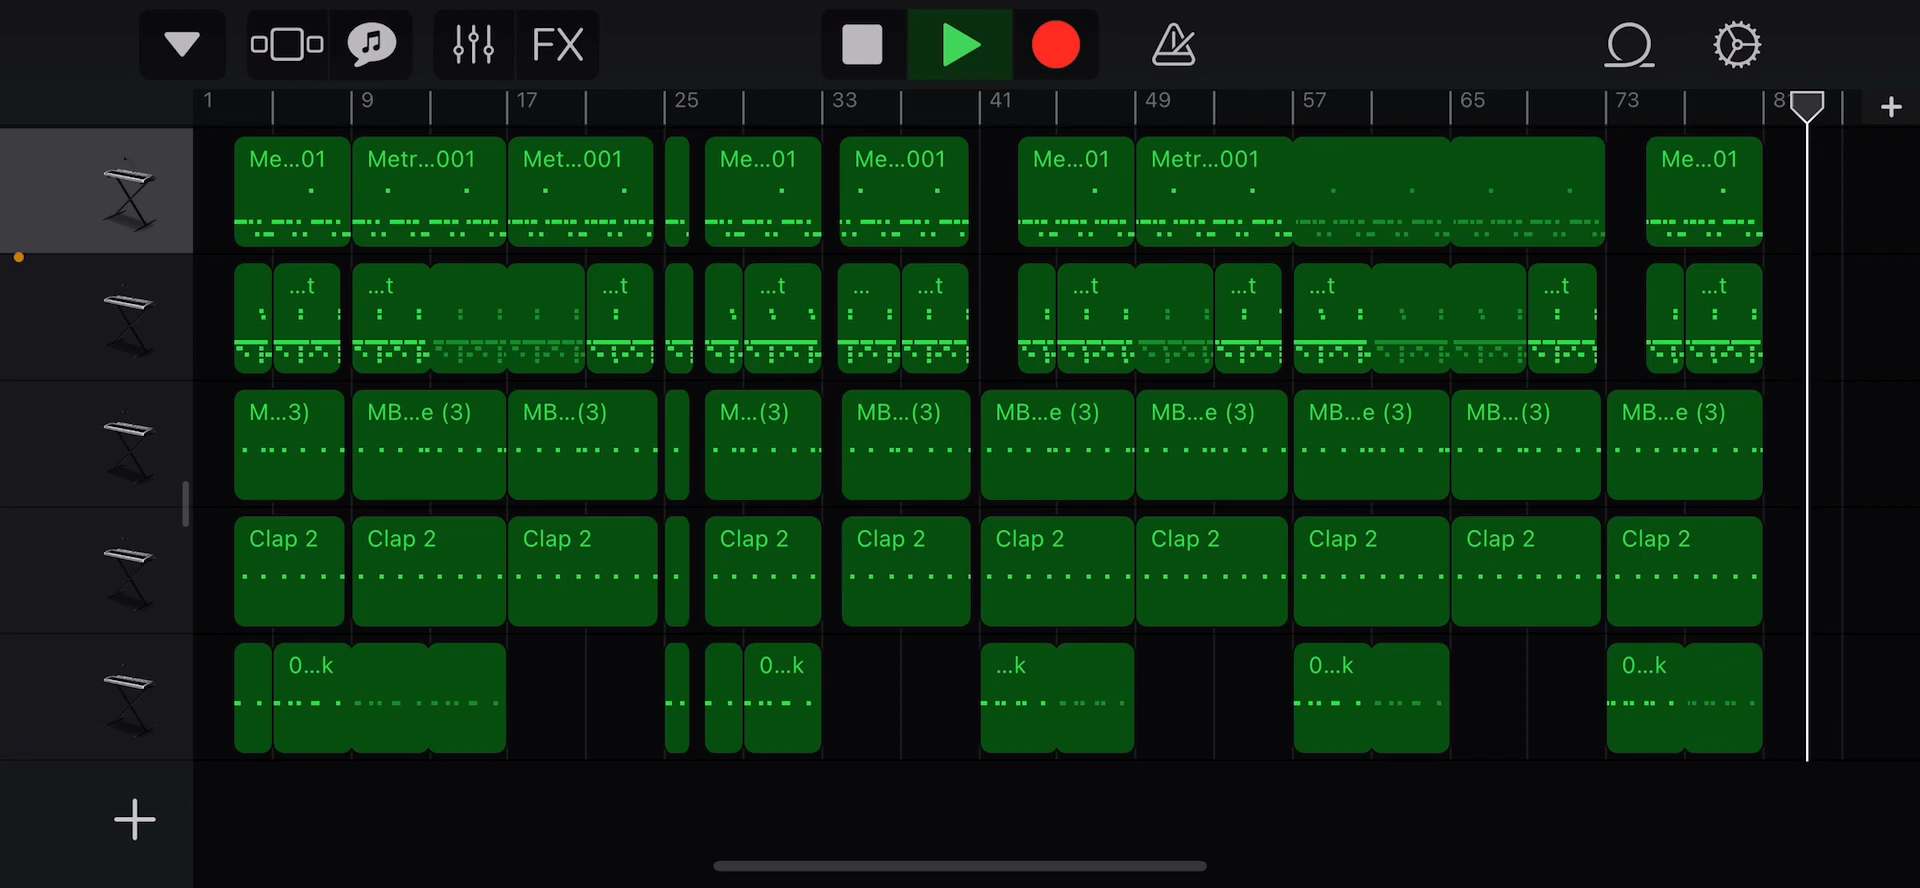 FX
1 9 17 25 33 41 49 57 65 73
Me...01 Metr...001 Met...001 Me...01 Me...001 Me...01 Metr...001 Me...01
...t ...t ...t ...t ... ...t ...t ...t ...t ...t ...t
M...3) MB...e (3) MB...(3) M...(3) MB...(3) MB...e (3) MB...e (3) MB...e (3) MB...(3) MB...e (3)
Clap 2 Clap 2 Clap 2 Clap 2 Clap 2 Clap 2 Clap 2 Clap 2 Clap 2 Clap 2
0...k 0...k ...k 0...k 0...k